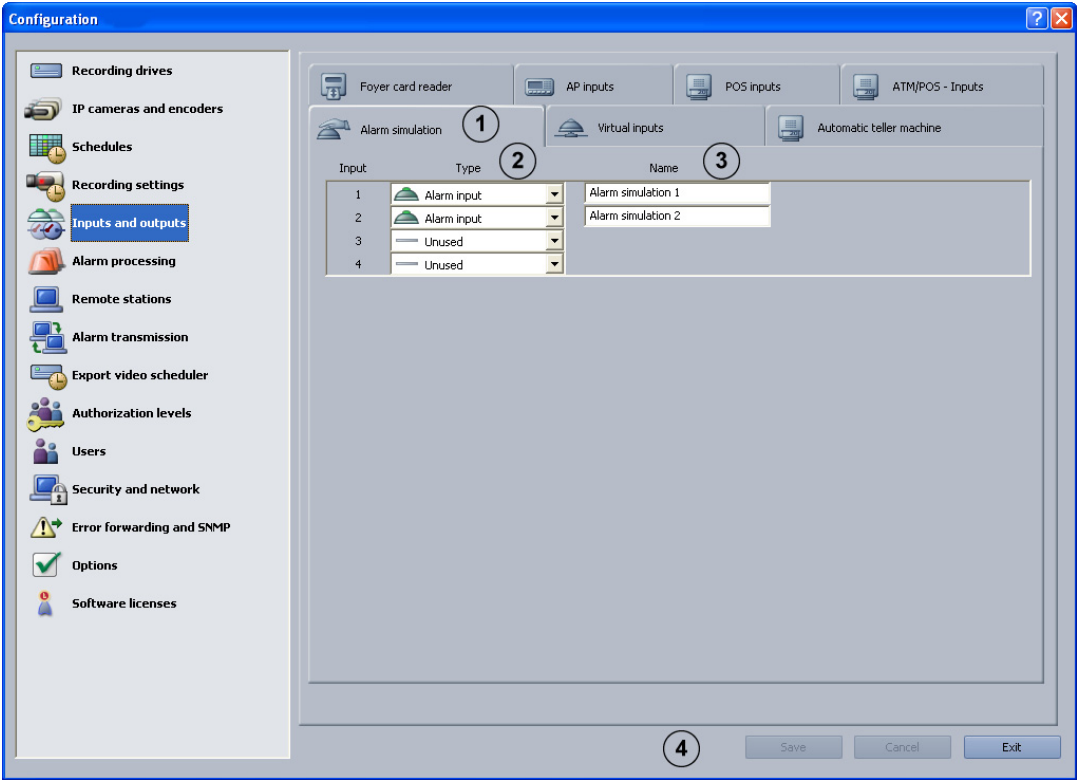 Configuration
Recording drives
IP cameras and encoders
Schedules
Recording settings
Inputs and outputs
Alarm processing
Remote stations
Alarm transmission
Export video scheduler
Authorization levels
Users
Security and network
Error forwarding and SNMP
Options
Software licenses
Foyer card reader AP inputs POS inputs ATM/POS - Inputs
Alarm simulation 1 Virtual inputs Automatic teller machine
Input Type 2 Name 3
1 Alarm input Alarm simulation 1
2 Alarm input Alarm simulation 2
3 Unused
4 Unused
4 Save Cancel Exit